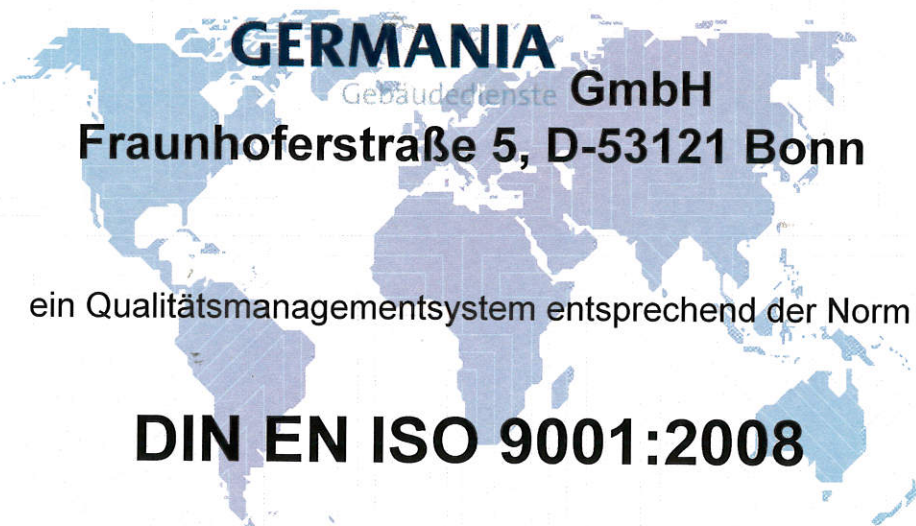 GERMANIA
Gebäudedienste GmbH
Fraunhoferstraße 5, D-53121 Bonn
ein Qualitätsmanagementsystem entsprechend der Norm
DIN EN ISO 9001:2008